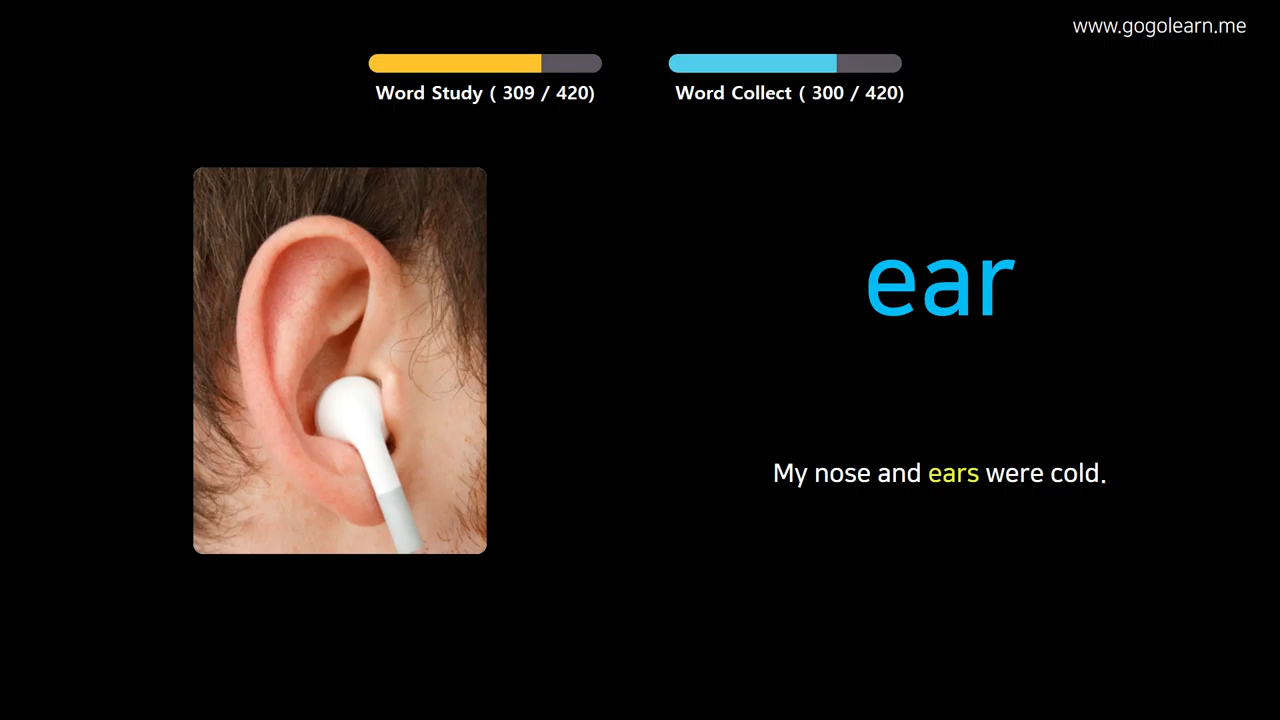 www.gogolearn.me
Word Study ( 309 / 420)
Word Collect ( 300 / 420)
ear
My nose and ears were cold.